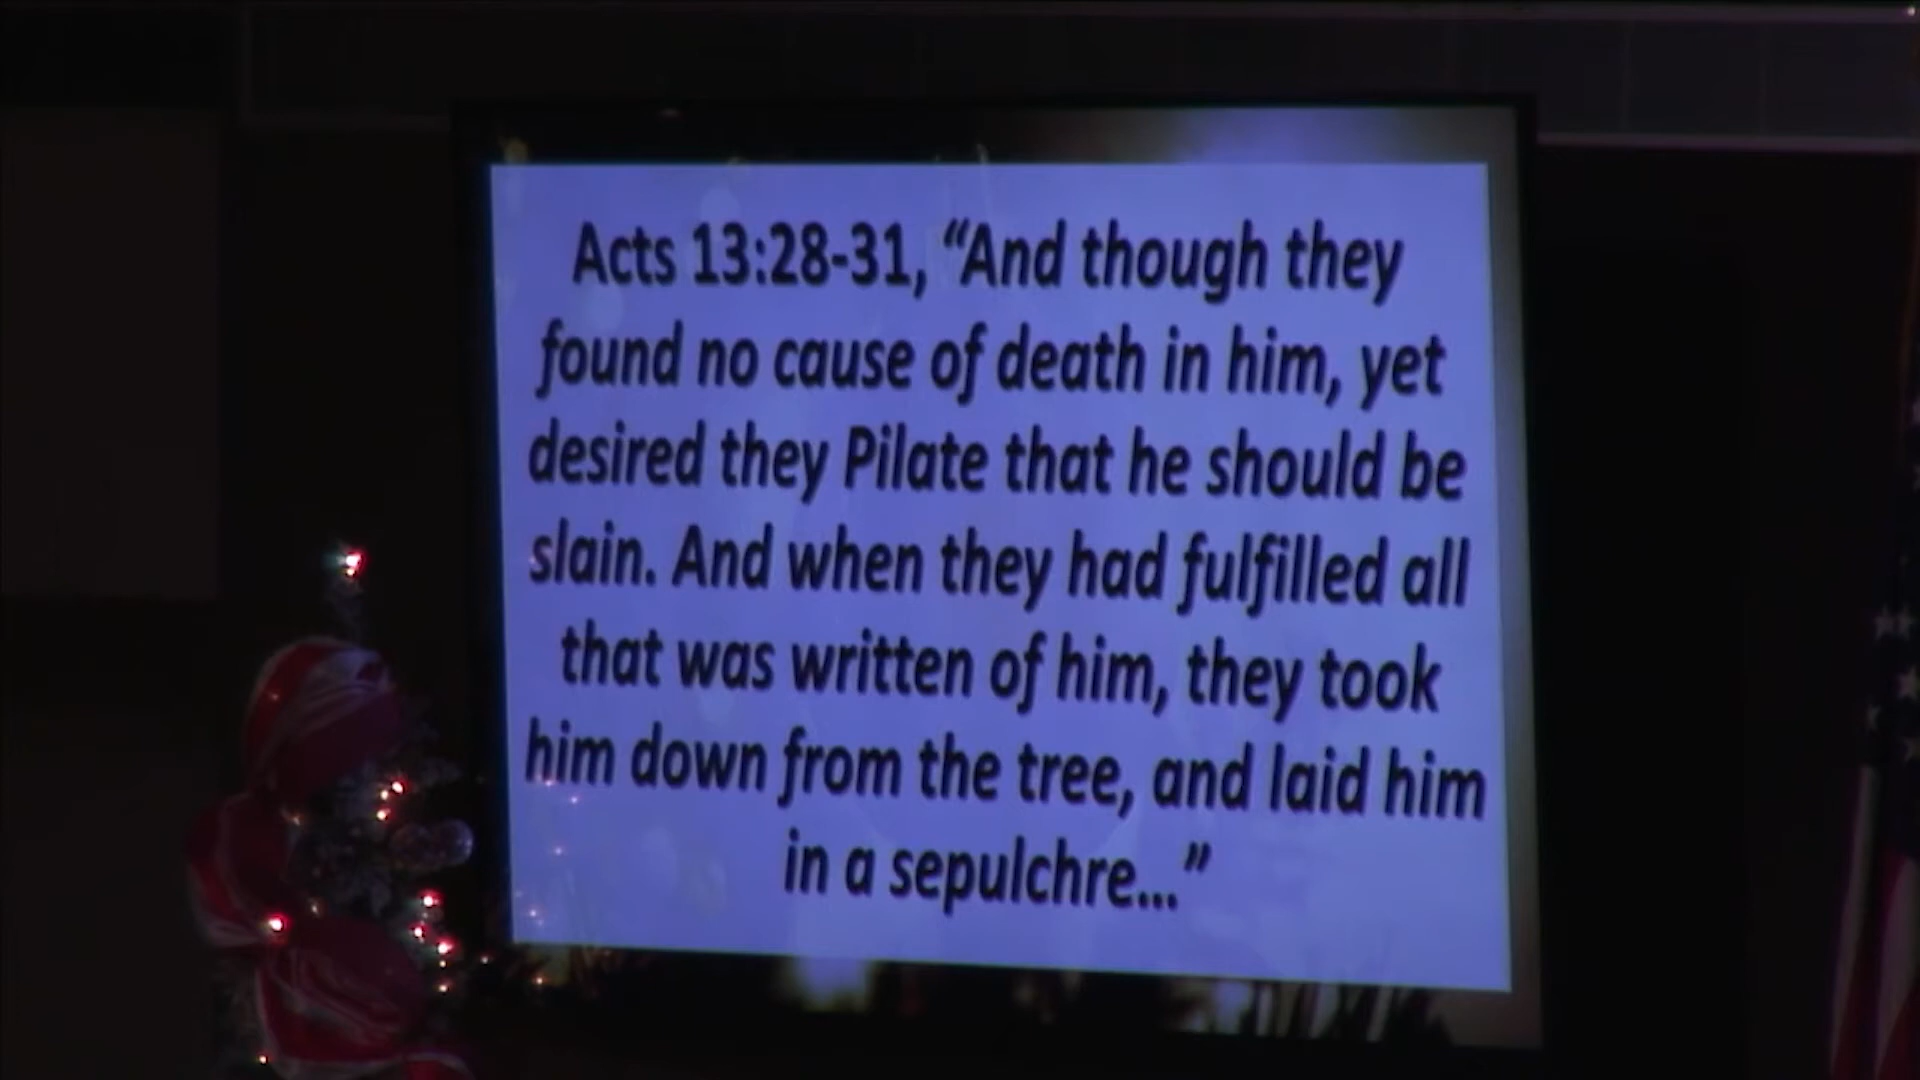 Acts 13:28-31, “And though they
found no cause of death in him, yet
desired they Pilate that he should be
slain. And when they had fulfilled all
that was written of him, they took
him down from the tree, and laid him
in a sepulchre...”